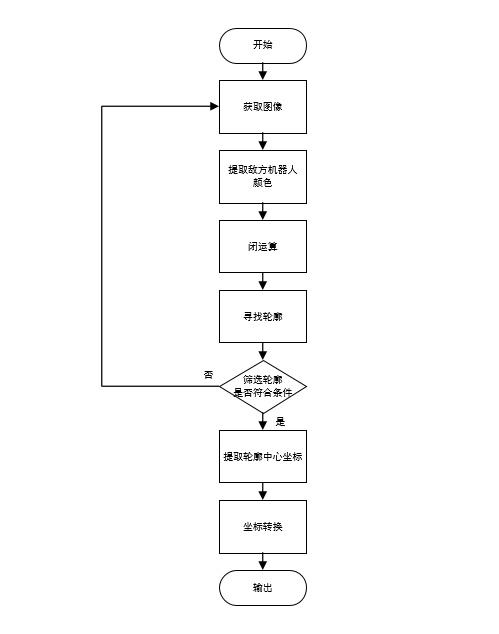 开始
获取图像
提取敌方机器人
颜色
闭运算
寻找轮廓
否
筛选轮廓
是否符合条件
是
提取轮廓中心坐标
坐标转换
输出